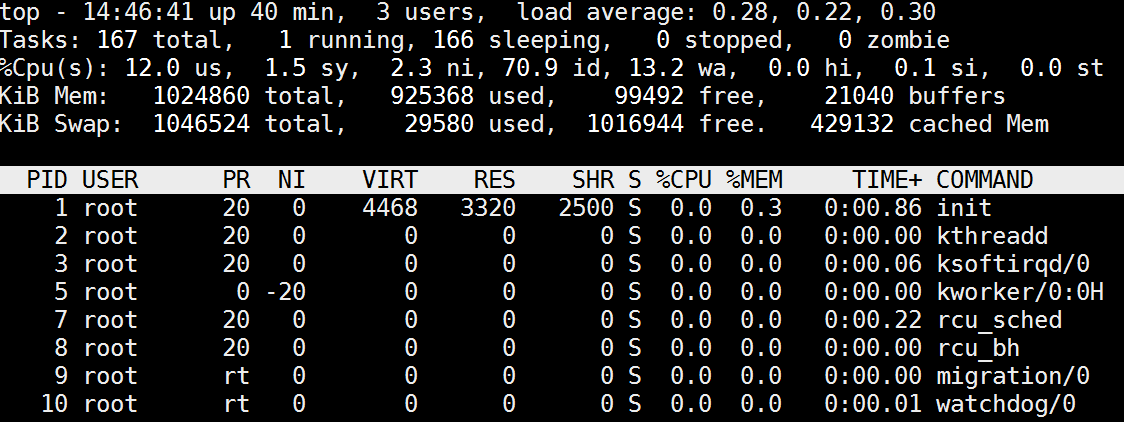 top - 14:46:41 up 40 min,  3 users,  load average: 0.28, 0.22, 0.30
Tasks: 167 total,   1 running, 166 sleeping,   0 stopped,   0 zombie
%Cpu(s): 12.0 us,  1.5 sy,  2.3 ni, 70.9 id, 13.2 wa,  0.0 hi,  0.1 si,  0.0 st
KiB Mem:   1024860 total,   925368 used,    99492 free,    21040 buffers
KiB Swap:  1046524 total,    29580 used,  1016944 free.   429132 cached Mem
  PID USER      PR  NI    VIRT    RES    SHR S %CPU %MEM     TIME+ COMMAND
    1 root      20   0    4468   3320   2500 S  0.0  0.3   0:00.86 init
    2 root      20   0       0      0      0 S  0.0  0.0   0:00.00 kthreadd
    3 root      20   0       0      0      0 S  0.0  0.0   0:00.06 ksoftirqd/0
    5 root       0 -20       0      0      0 S  0.0  0.0   0:00.00 kworker/0:0H
    7 root      20   0       0      0      0 S  0.0  0.0   0:00.22 rcu_sched
    8 root      20   0       0      0      0 S  0.0  0.0   0:00.00 rcu_bh
    9 root      rt   0       0      0      0 S  0.0  0.0   0:00.00 migration/0
   10 root      rt   0       0      0      0 S  0.0  0.0   0:00.01 watchdog/0